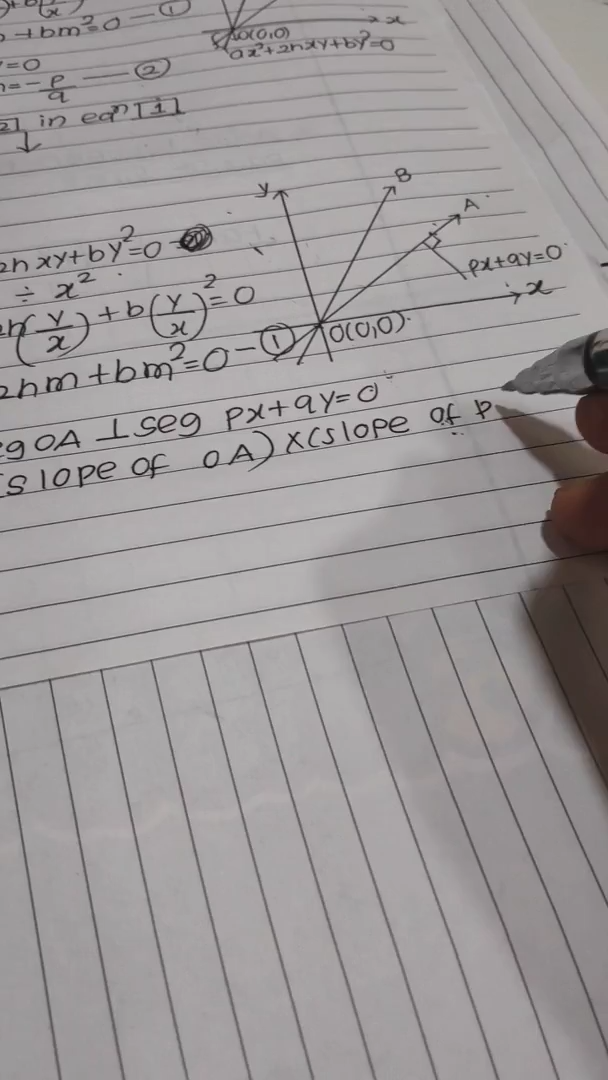 +bm²=0 — ①
=0
=-p/q — ②
in eqⁿ [1]
x
O(0,0)
ax²+2hxy+by²=0
y
B
A
px+qy=0
x
O(0,0)
2hxy+by²=0
÷ x²
2h(y/x)+b(y/x)²=0
2hm+bm²=0 — ①
eg OA ⊥ seg px+qy=0
[slope of OA) x(slope of p